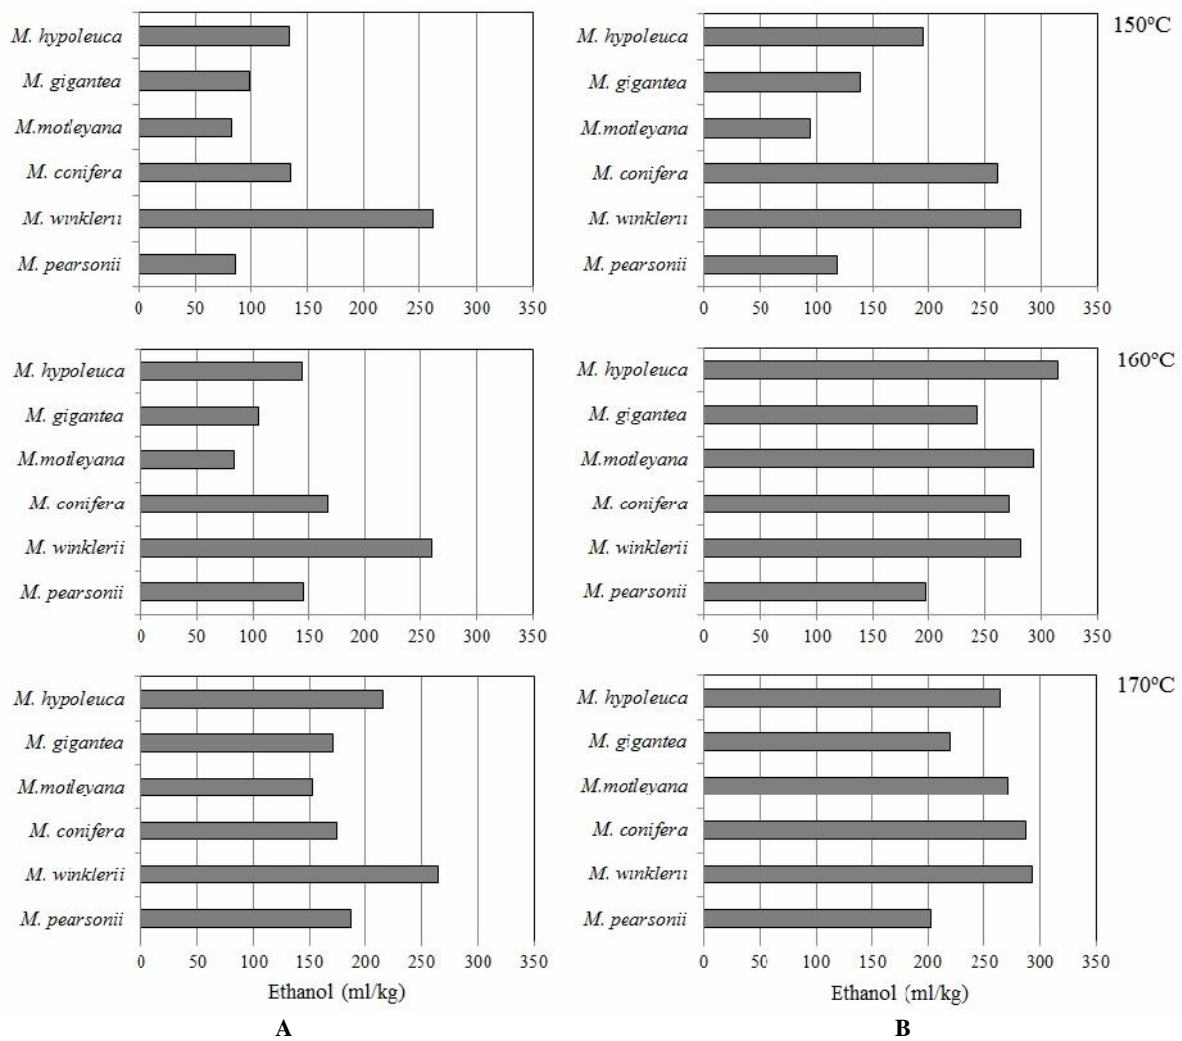 M. hypoleuca
M. gigantea
M.motleyana
M. conifera
M. winklerii
M. pearsonii
0 50 100 150 200 250 300 350
M. hypoleuca
M. gigantea
M.motleyana
M. conifera
M. winklerii
M. pearsonii
0 50 100 150 200 250 300 350
150ºC
M. hypoleuca
M. gigantea
M.motleyana
M. conifera
M. winklerii
M. pearsonii
0 50 100 150 200 250 300 350
M. hypoleuca
M. gigantea
M.motleyana
M. conifera
M. winklerii
M. pearsonii
0 50 100 150 200 250 300 350
160ºC
M. hypoleuca
M. gigantea
M.motleyana
M. conifera
M. winklerii
M. pearsonii
0 50 100 150 200 250 300 350
Ethanol (ml/kg)
A
M. hypoleuca
M. gigantea
M.motleyana
M. conifera
M. winklerii
M. pearsonii
0 50 100 150 200 250 300 350
Ethanol (ml/kg)
170ºC
B